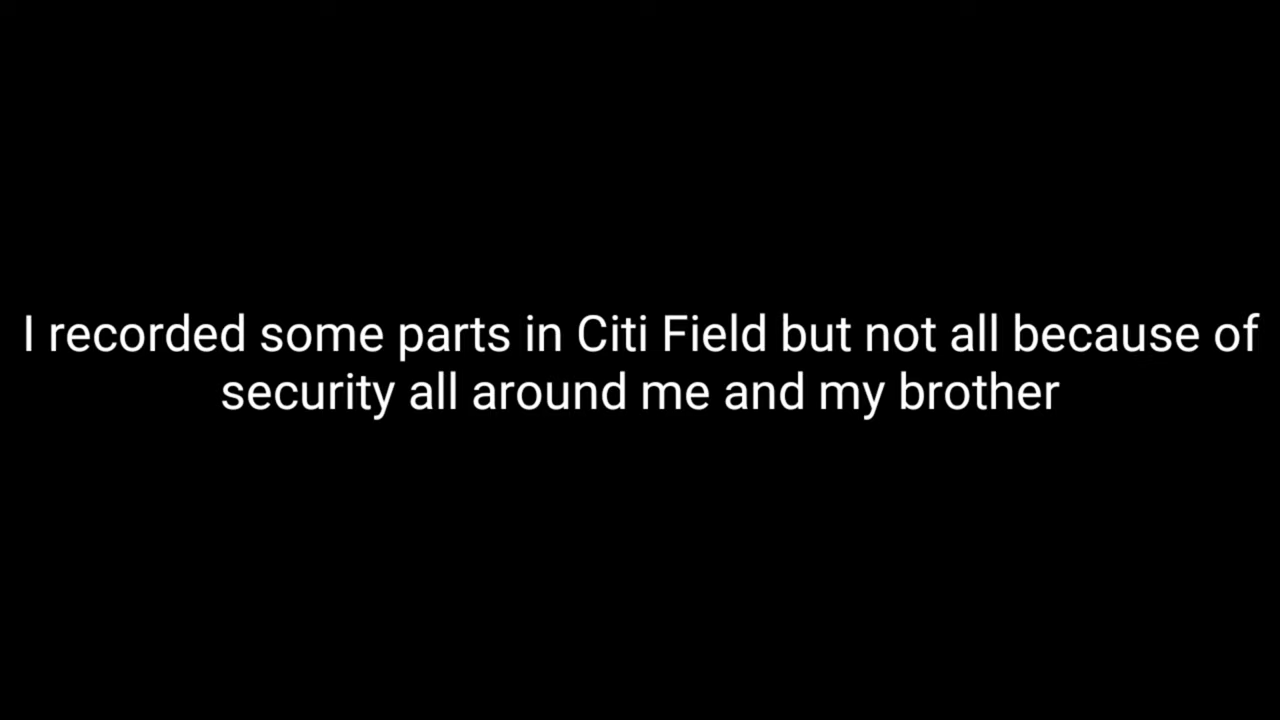 I recorded some parts in Citi Field but not all because of
security all around me and my brother